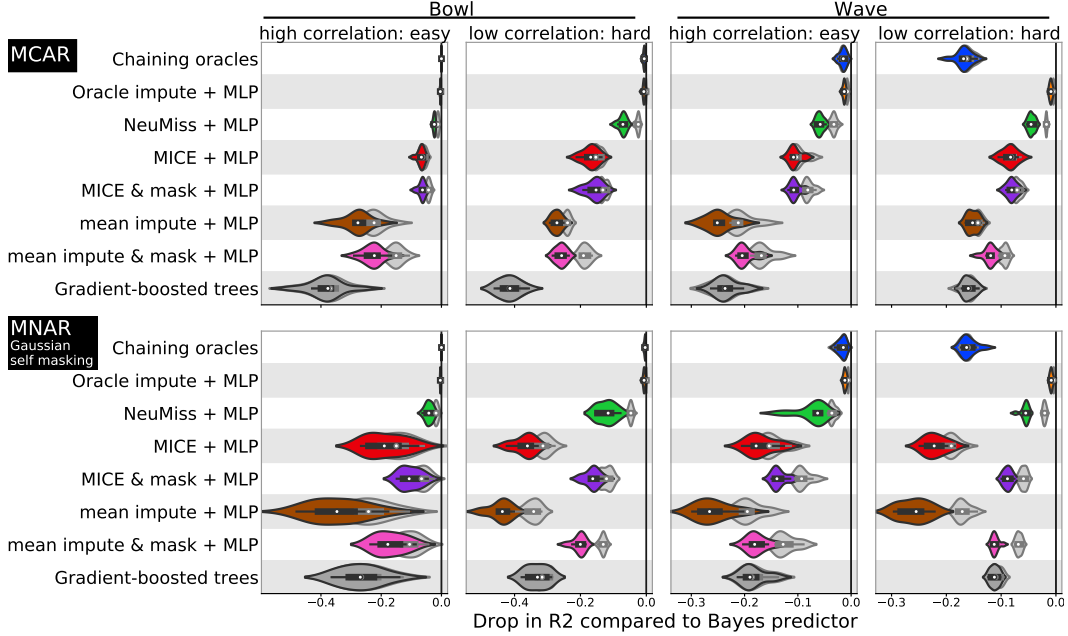 Bowl
Wave
high correlation: easy
low correlation: hard
high correlation: easy
low correlation: hard
MCAR
Chaining oracles
Oracle impute + MLP
NeuMiss + MLP
MICE + MLP
MICE & mask + MLP
mean impute + MLP
mean impute & mask + MLP
Gradient-boosted trees
MNAR
Gaussian
self masking
Chaining oracles
Oracle impute + MLP
NeuMiss + MLP
MICE + MLP
MICE & mask + MLP
mean impute + MLP
mean impute & mask + MLP
Gradient-boosted trees
−0.4 −0.2 0.0
−0.4 −0.2 0.0
−0.3 −0.2 −0.1 0.0
−0.3 −0.2 −0.1 0.0
Drop in R2 compared to Bayes predictor